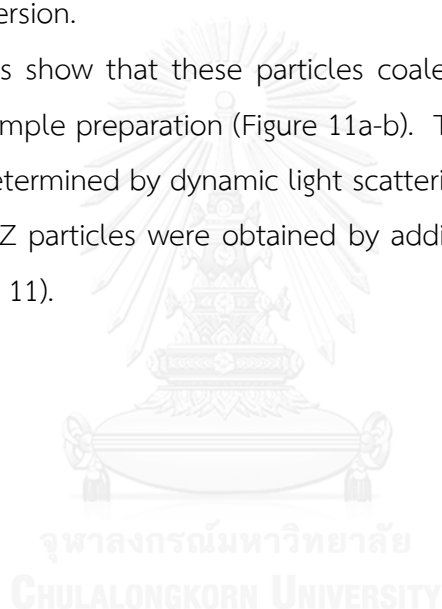 ersion.
s show that these particles coale
mple preparation (Figure 11a-b). T
etermined by dynamic light scatteri
Z particles were obtained by addi
11).
จุฬาลงกรณ์มหาวิทยาลัย
CHULALONGKORN UNIVERSITY